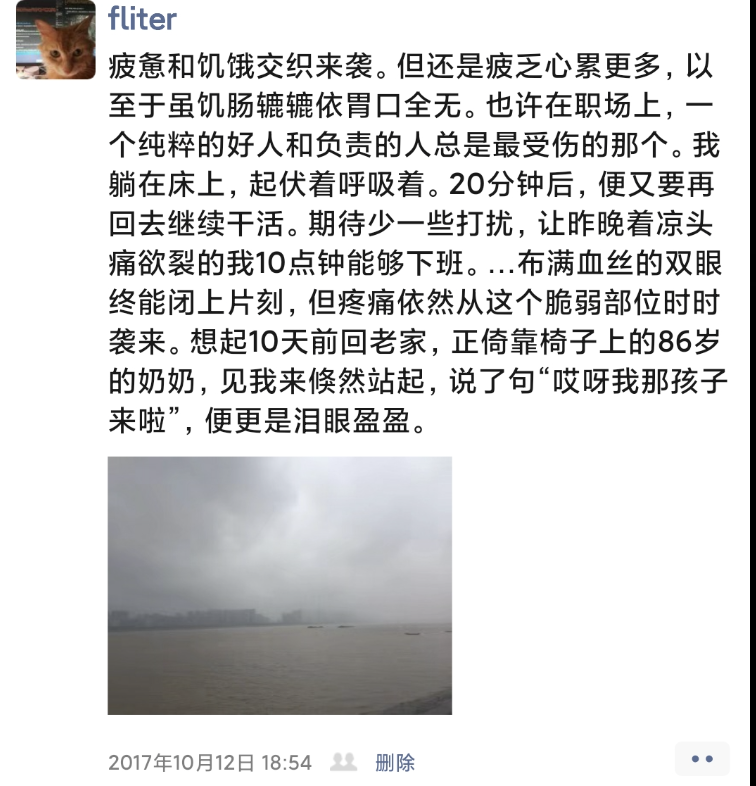 fliter
疲惫和饥饿交织来袭。但还是疲乏心累更多，以
至于虽饥肠辘辘依胃口全无。也许在职场上，一
个纯粹的好人和负责的人总是最受伤的那个。我
躺在床上，起伏着呼吸着。20分钟后，便又要再
回去继续干活。期待少一些打扰，让昨晚着凉头
痛欲裂的我10点钟能够下班。...布满血丝的双眼
终能闭上片刻，但疼痛依然从这个脆弱部位时时
袭来。想起10天前回老家，正倚靠椅子上的86岁
的奶奶，见我来倏然站起，说了句“哎呀我那孩子
来啦”，便更是泪眼盈盈。
2017年10月12日 18:54 删除